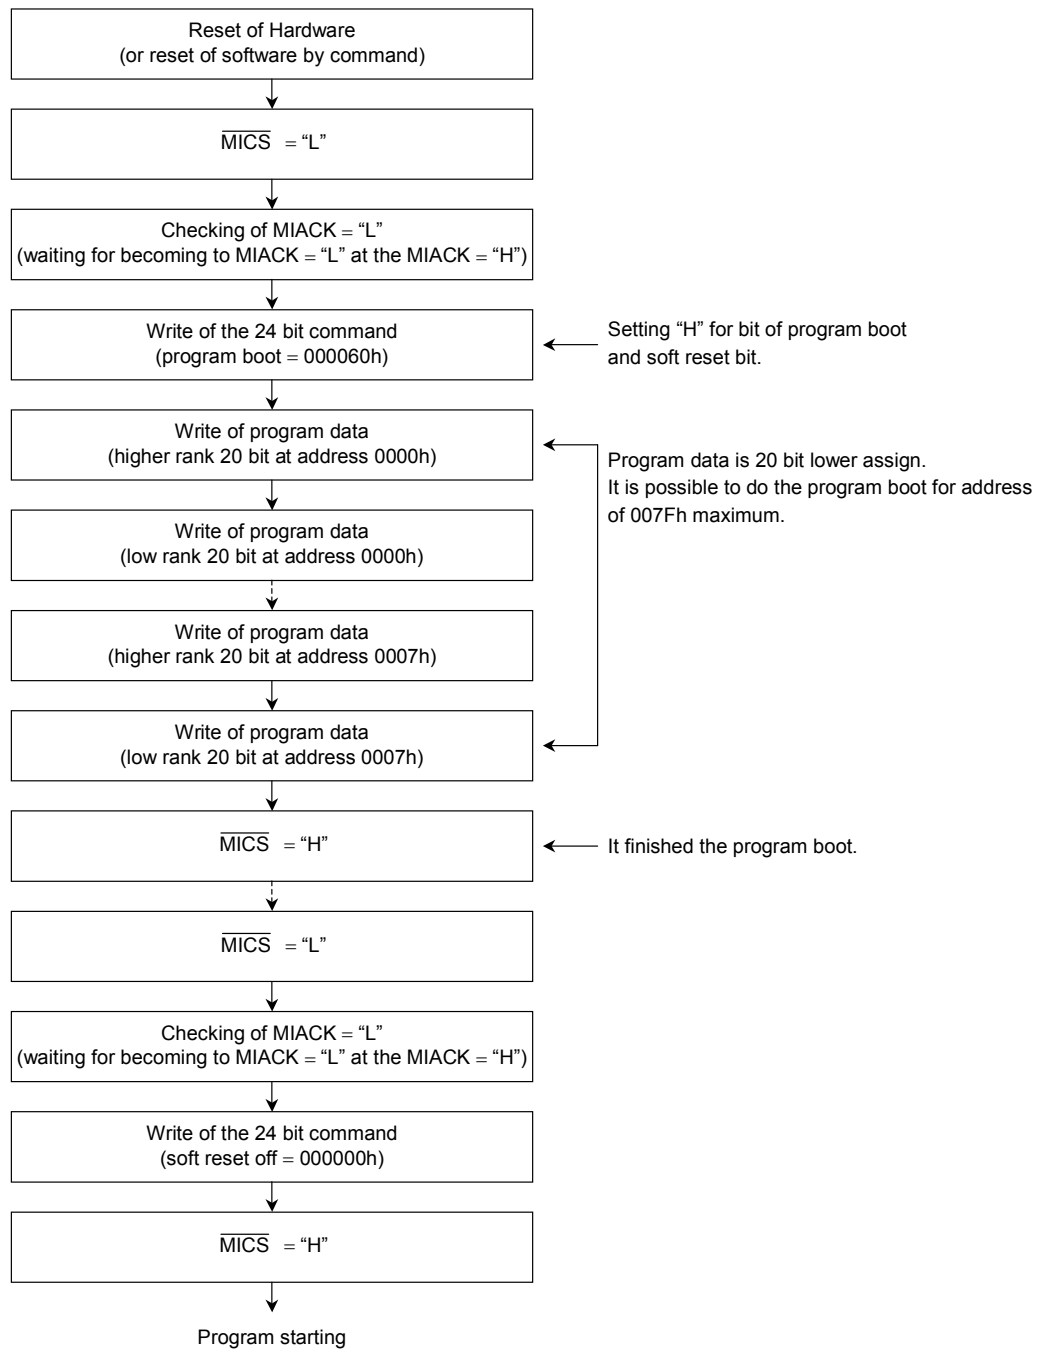 Reset of Hardware
(or reset of software by command)
MICS = “L”
Checking of MIACK = “L”
(waiting for becoming to MIACK = “L” at the MIACK = “H”)
Write of the 24 bit command
(program boot = 000060h)
Setting “H” for bit of program boot
and soft reset bit.
Write of program data
(higher rank 20 bit at address 0000h)
Program data is 20 bit lower assign.
It is possible to do the program boot for address
of 007Fh maximum.
Write of program data
(low rank 20 bit at address 0000h)
Write of program data
(higher rank 20 bit at address 0007h)
Write of program data
(low rank 20 bit at address 0007h)
MICS = “H”
It finished the program boot.
MICS = “L”
Checking of MIACK = “L”
(waiting for becoming to MIACK = “L” at the MIACK = “H”)
Write of the 24 bit command
(soft reset off = 000000h)
MICS = “H”
Program starting